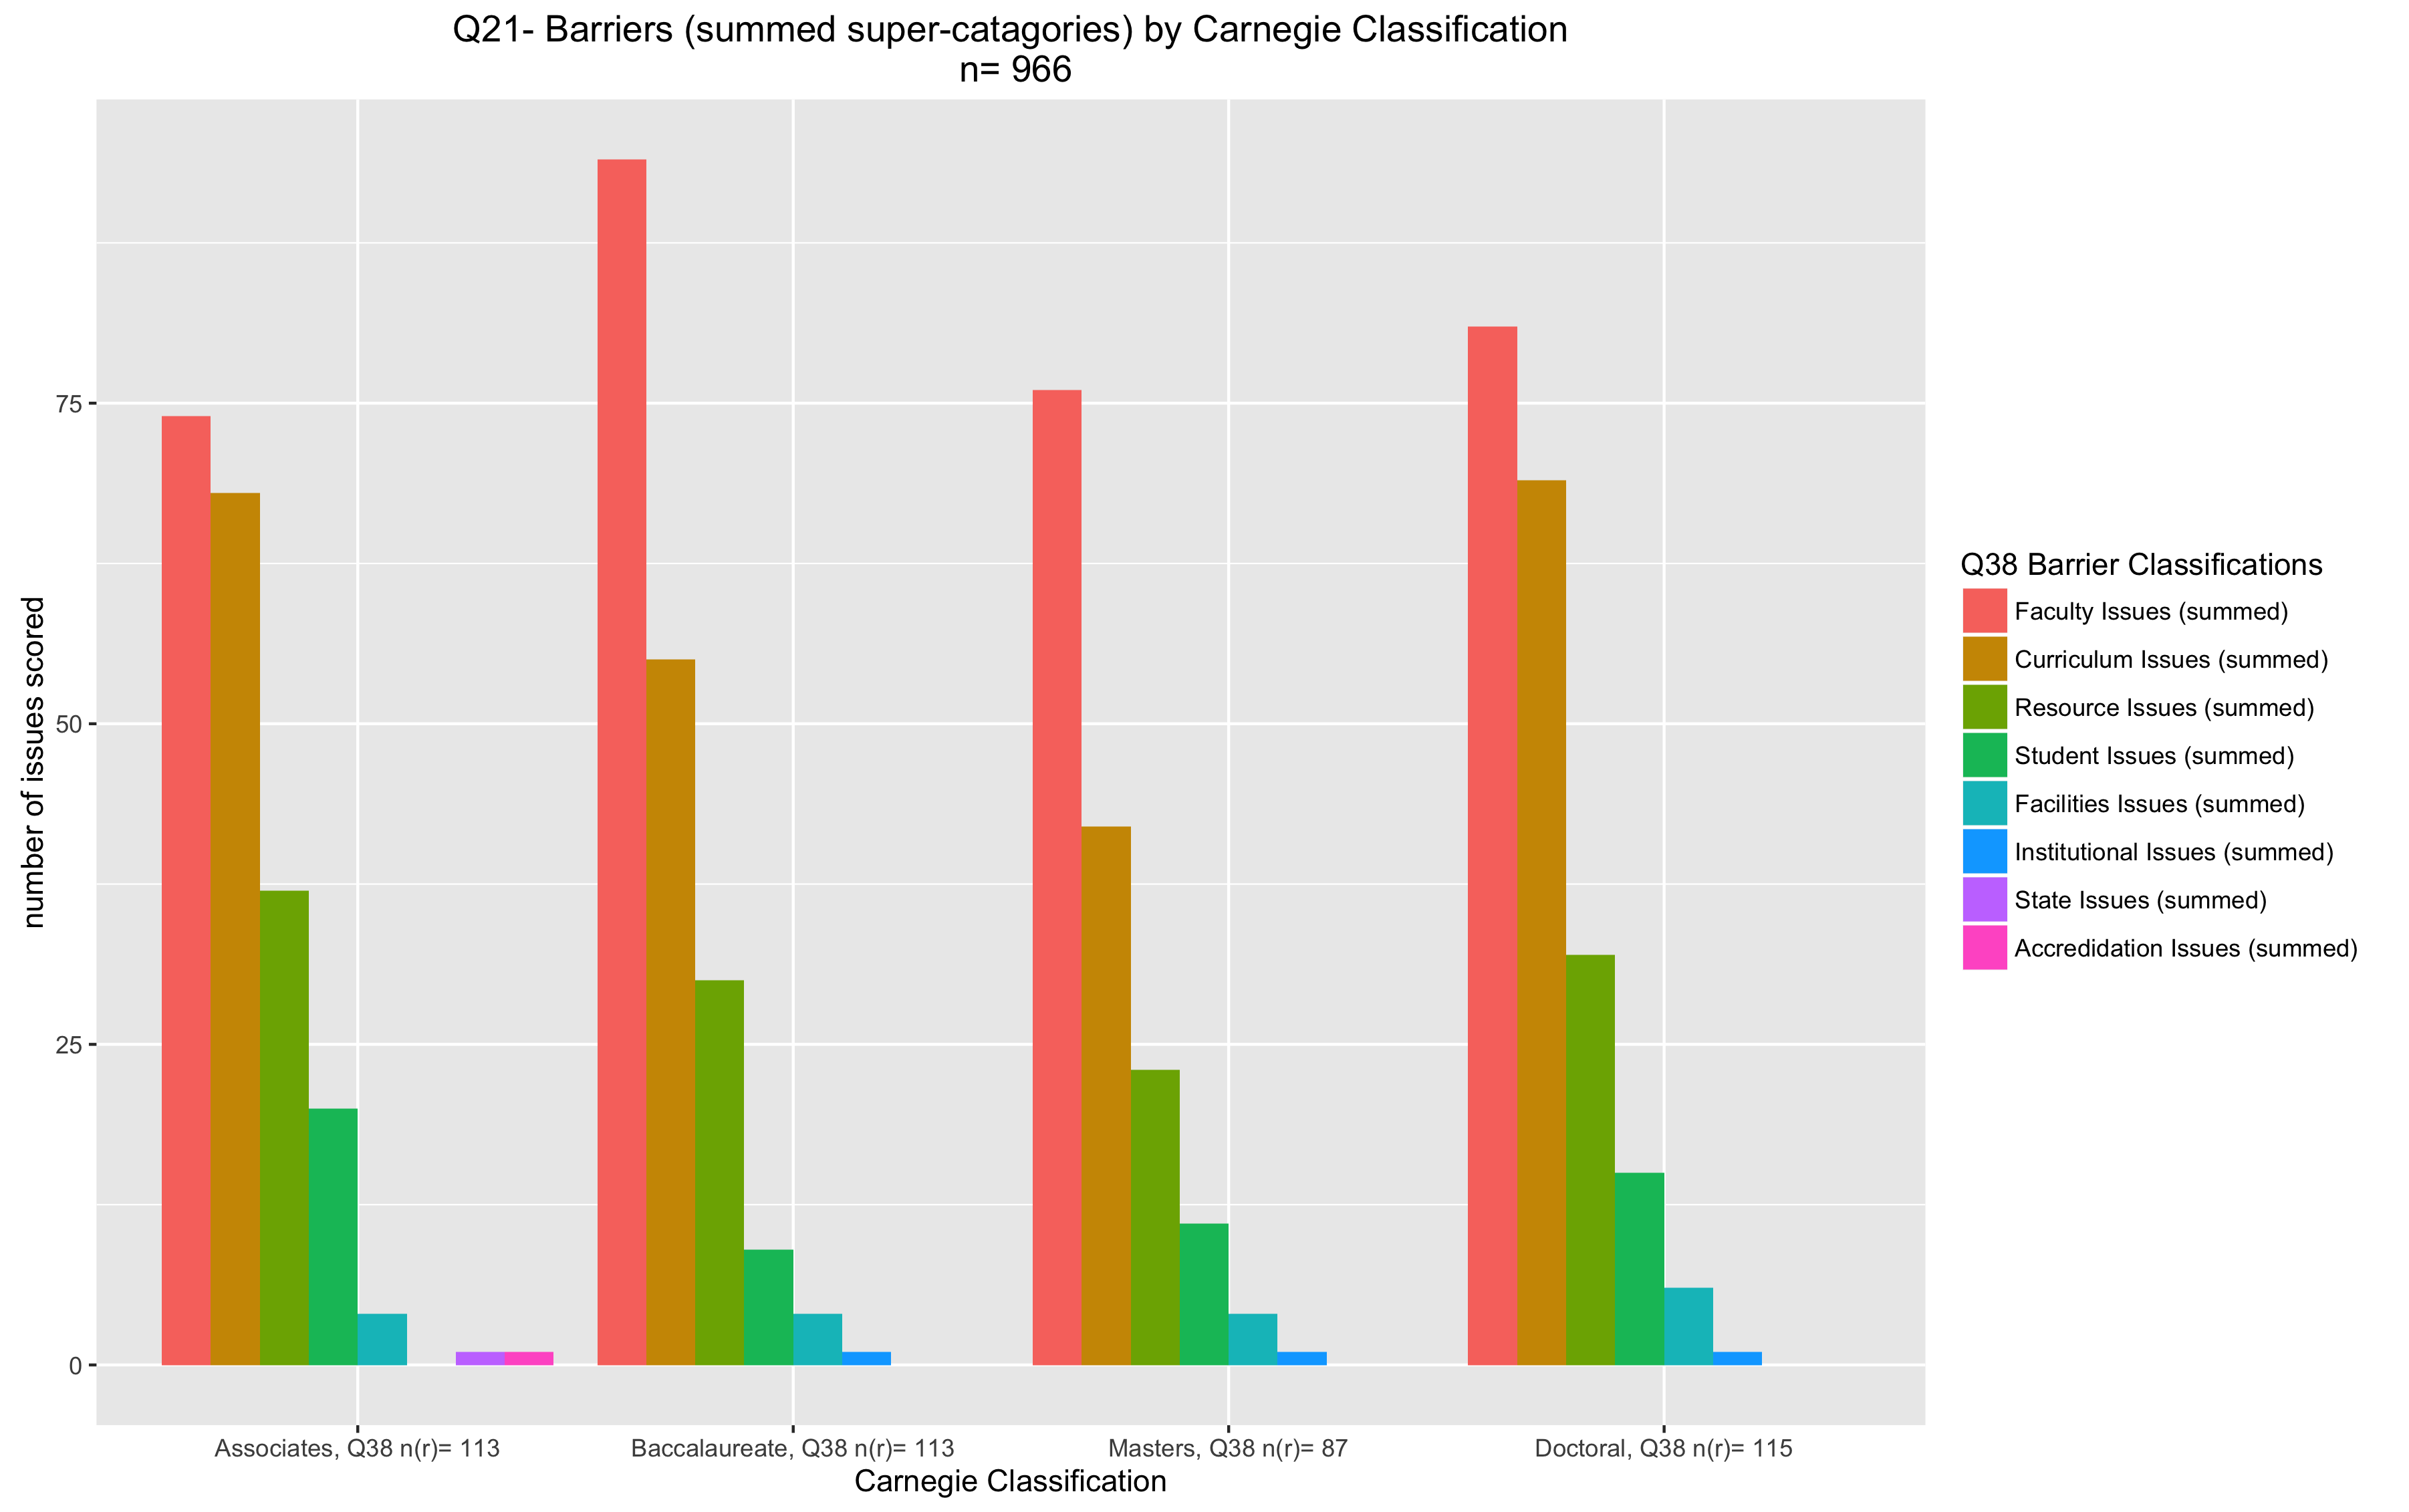 Q21- Barriers (summed super-catagories) by Carnegie Classification
n= 966
number of issues scored
75
50
25
0
Associates, Q38 n(r)= 113
Baccalaureate, Q38 n(r)= 113
Masters, Q38 n(r)= 87
Doctoral, Q38 n(r)= 115
Carnegie Classification
Q38 Barrier Classifications
Faculty Issues (summed)
Curriculum Issues (summed)
Resource Issues (summed)
Student Issues (summed)
Facilities Issues (summed)
Institutional Issues (summed)
State Issues (summed)
Accredidation Issues (summed)